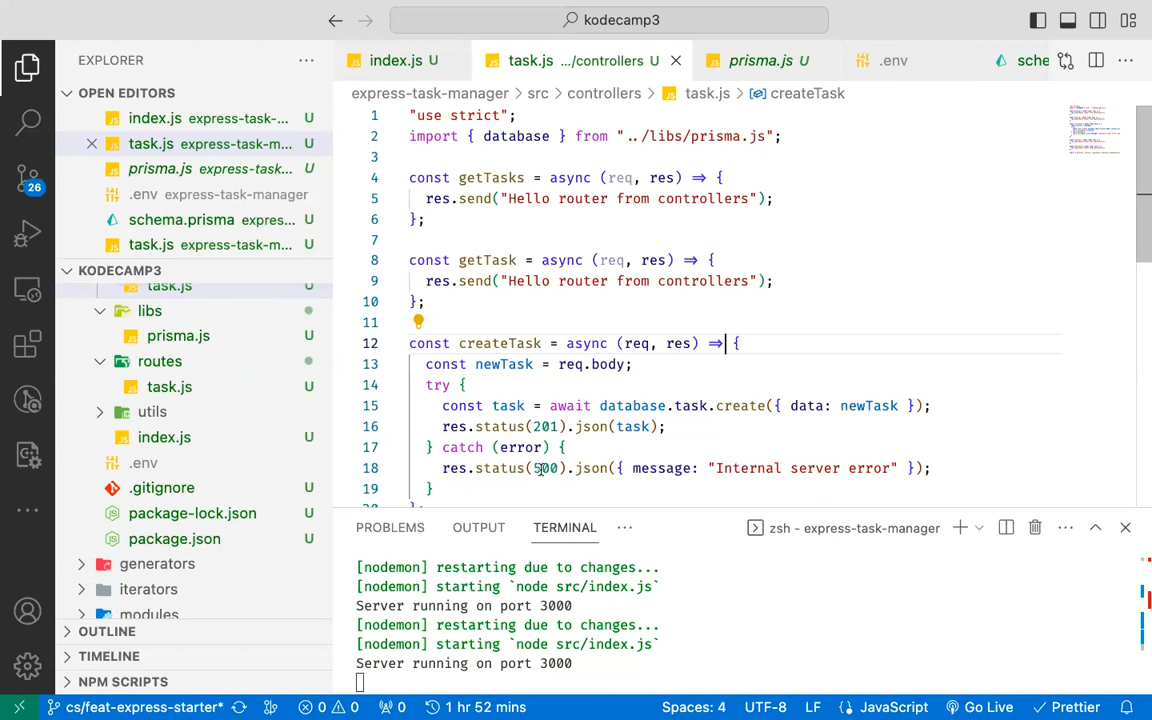 kodecamp3
EXPLORER
OPEN EDITORS
index.js express-task-... U
task.js express-task-m... U
prisma.js express-task... U
.env express-task-manager
schema.prisma expres... U
task.js express-task-m... U
KODECAMP3
task.js U
libs
prisma.js U
routes
task.js U
utils
index.js U
.env
.gitignore U
package-lock.json U
package.json U
generators
iterators
modules
OUTLINE
TIMELINE
NPM SCRIPTS
26
index.js U
task.js .../controllers U
prisma.js U
.env
sche
express-task-manager > src > controllers > task.js > createTask
1 "use strict";
2 import { database } from "../libs/prisma.js";
3
4 const getTasks = async (req, res) => {
5 res.send("Hello router from controllers");
6 };
7
8 const getTask = async (req, res) => {
9 res.send("Hello router from controllers");
10 };
11
12 const createTask = async (req, res) => {
13 const newTask = req.body;
14 try {
15 const task = await database.task.create({ data: newTask });
16 res.status(201).json(task);
17 } catch (error) {
18 res.status(500).json({ message: "Internal server error" });
19 }
PROBLEMS OUTPUT TERMINAL ... zsh - express-task-manager
[nodemon] restarting due to changes...
[nodemon] starting `node src/index.js`
Server running on port 3000
[nodemon] restarting due to changes...
[nodemon] starting `node src/index.js`
Server running on port 3000
cs/feat-express-starter* 0 0 0 1 hr 52 mins Spaces: 4 UTF-8 LF JavaScript Go Live Prettier